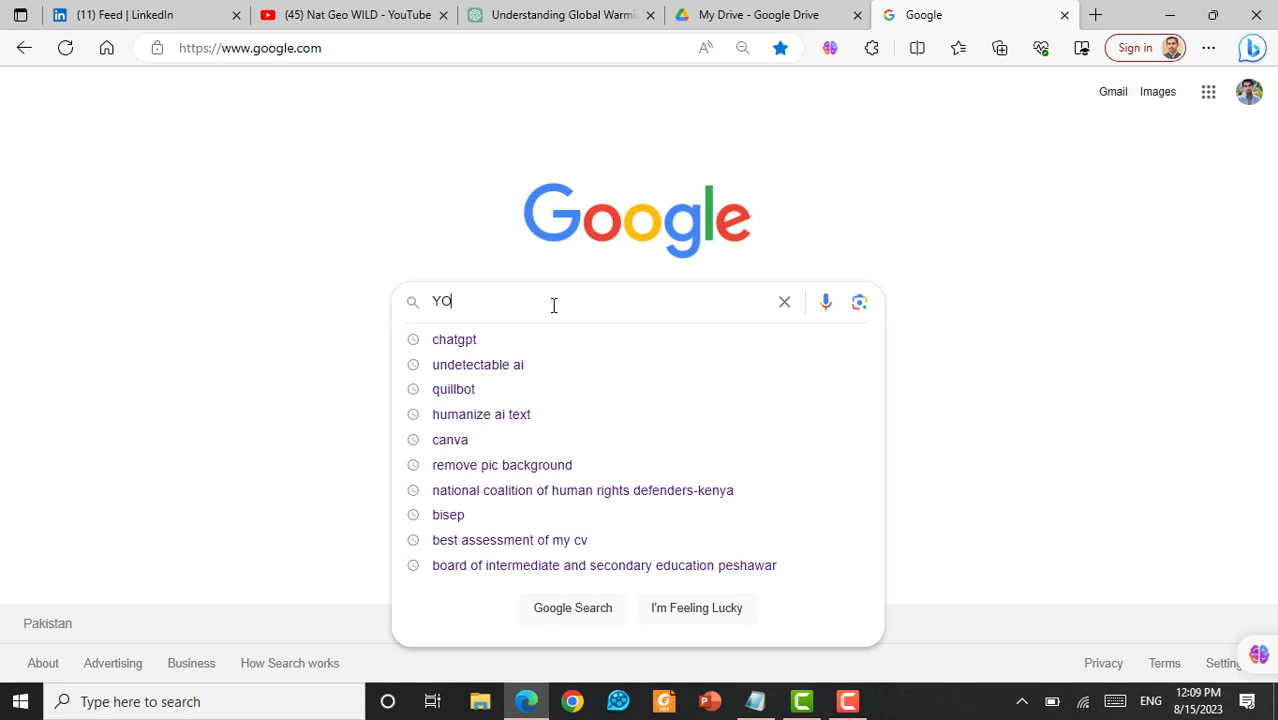 (11) Feed | LinkedIn
(45) Nat Geo WILD - YouTube
Understanding Global Warmi
My Drive - Google Drive
Google
https://www.google.com
Sign in
Gmail
Images
Google
YO
chatgpt
undetectable ai
quillbot
humanize ai text
canva
remove pic background
national coalition of human rights defenders-kenya
bisep
best assessment of my cv
board of intermediate and secondary education peshawar
Google Search
I'm Feeling Lucky
Pakistan
About
Advertising
Business
How Search works
Privacy
Terms
Setting
Type here to search
ENG
12:09 PM
8/15/2023